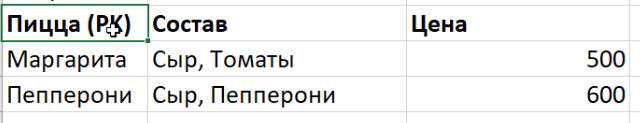 Пицца (РК) Состав Цена
Маргарита Сыр, Томаты 500
Пепперони Сыр, Пепперони 600